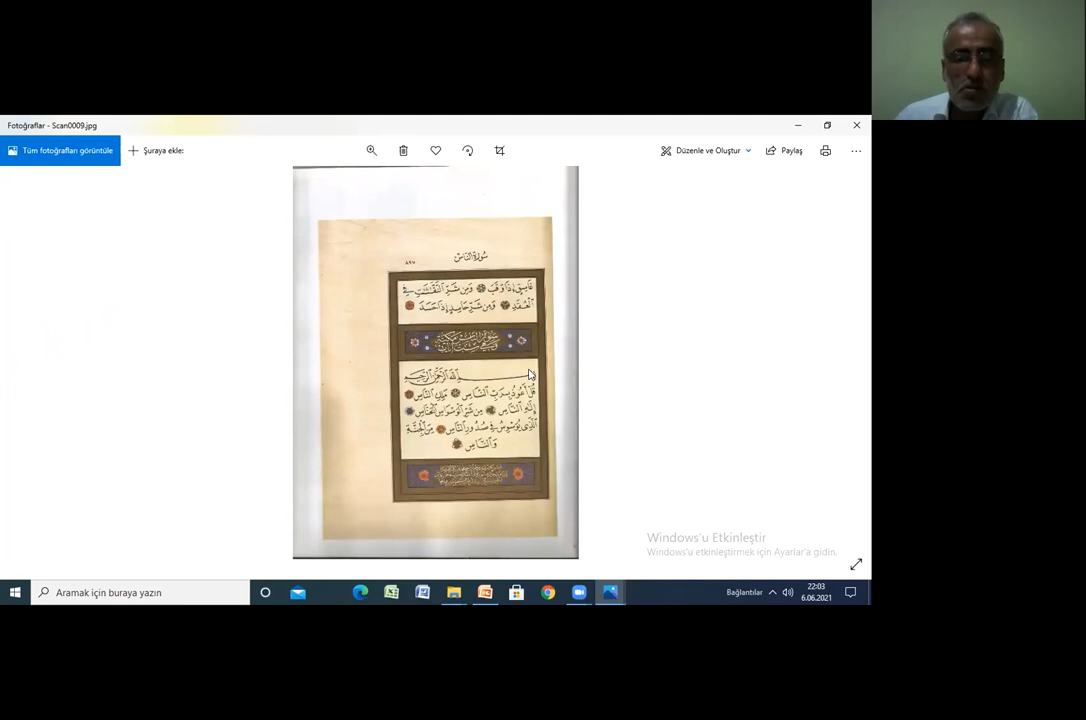 Fotoğraflar - Scan0009.jpg
Tüm fotoğrafları görüntüle
Şuraya ekle:
Düzenle ve Oluştur
Paylaş
سورة الناس
٨٩٧
غَاسِقٍ إِذَا وَقَبَ وَمِنْ شَرِّ النَّفَّاثَاتِ فِي
الْعُقَدِ وَمِنْ شَرِّ حَاسِدٍ إِذَا حَسَدَ
بِسْمِ اللهِ الرَّحْمٰنِ الرَّحِيمِ
قُلْ أَعُوذُ بِرَبِّ النَّاسِ مَلِكِ النَّاسِ
إِلٰهِ النَّاسِ مِنْ شَرِّ الْوَسْوَاسِ الْخَنَّاسِ
الَّذِي يُوَسْوِسُ فِي صُدُورِ النَّاسِ مِنَ الْجِنَّةِ
وَالنَّاسِ
Windows'u Etkinleştir
Windows'u etkinleştirmek için Ayarlar'a gidin.
Aramak için buraya yazın
Bağlantılar
22:03
6.06.2021